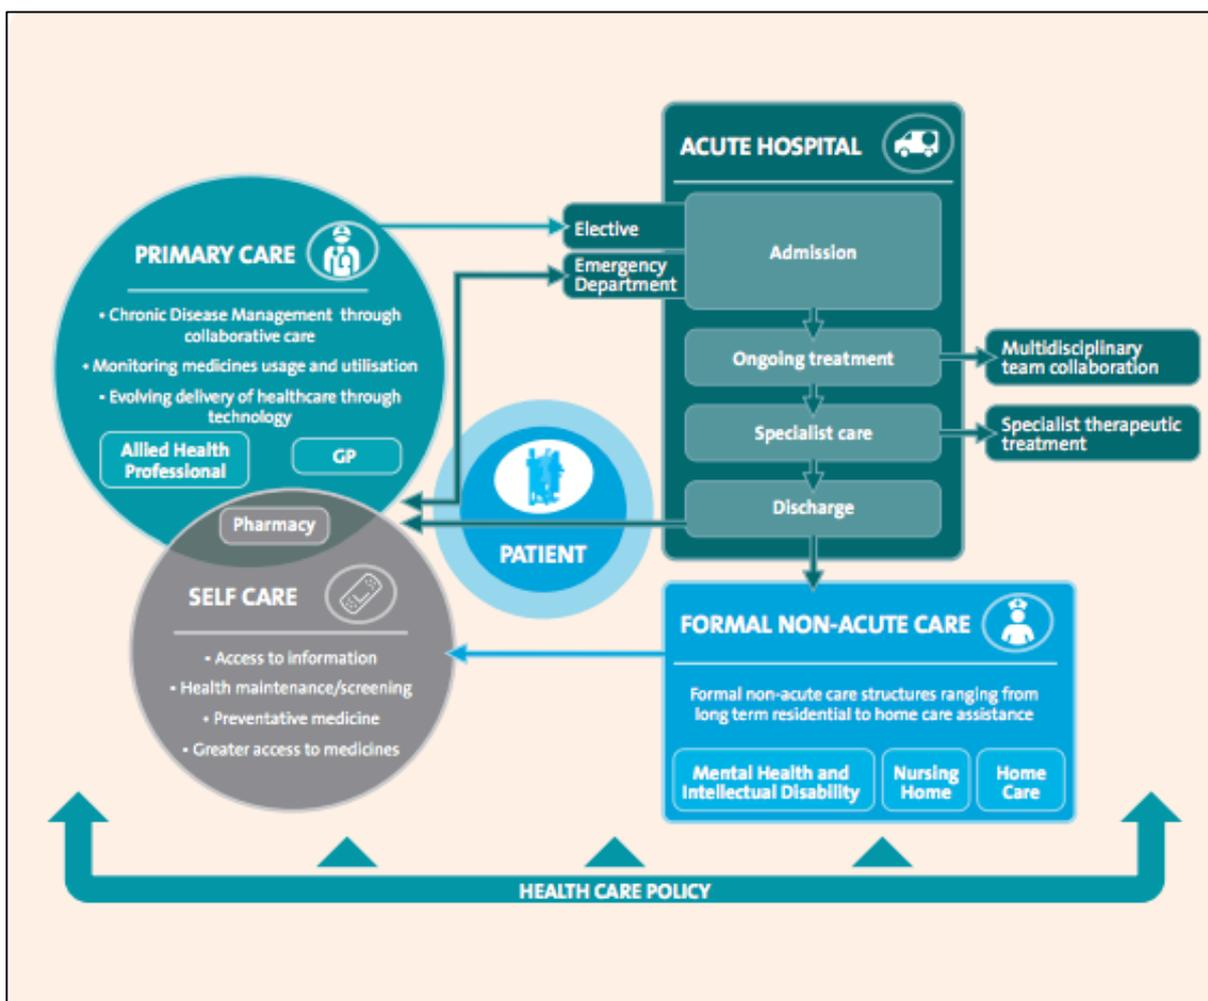 PRIMARY CARE
• Chronic Disease Management through
collaborative care
• Monitoring medicines usage and utilisation
• Evolving delivery of healthcare through
technology
Allied Health
Professional
GP
Pharmacy
SELF CARE
• Access to information
• Health maintenance/screening
• Preventative medicine
• Greater access to medicines
PATIENT
ACUTE HOSPITAL
Elective
Emergency
Department
Admission
Ongoing treatment
Multidisciplinary
team collaboration
Specialist care
Specialist therapeutic
treatment
Discharge
FORMAL NON-ACUTE CARE
Formal non-acute care structures ranging from
long term residential to home care assistance
Mental Health and
Intellectual Disability
Nursing
Home
Home
Care
HEALTH CARE POLICY